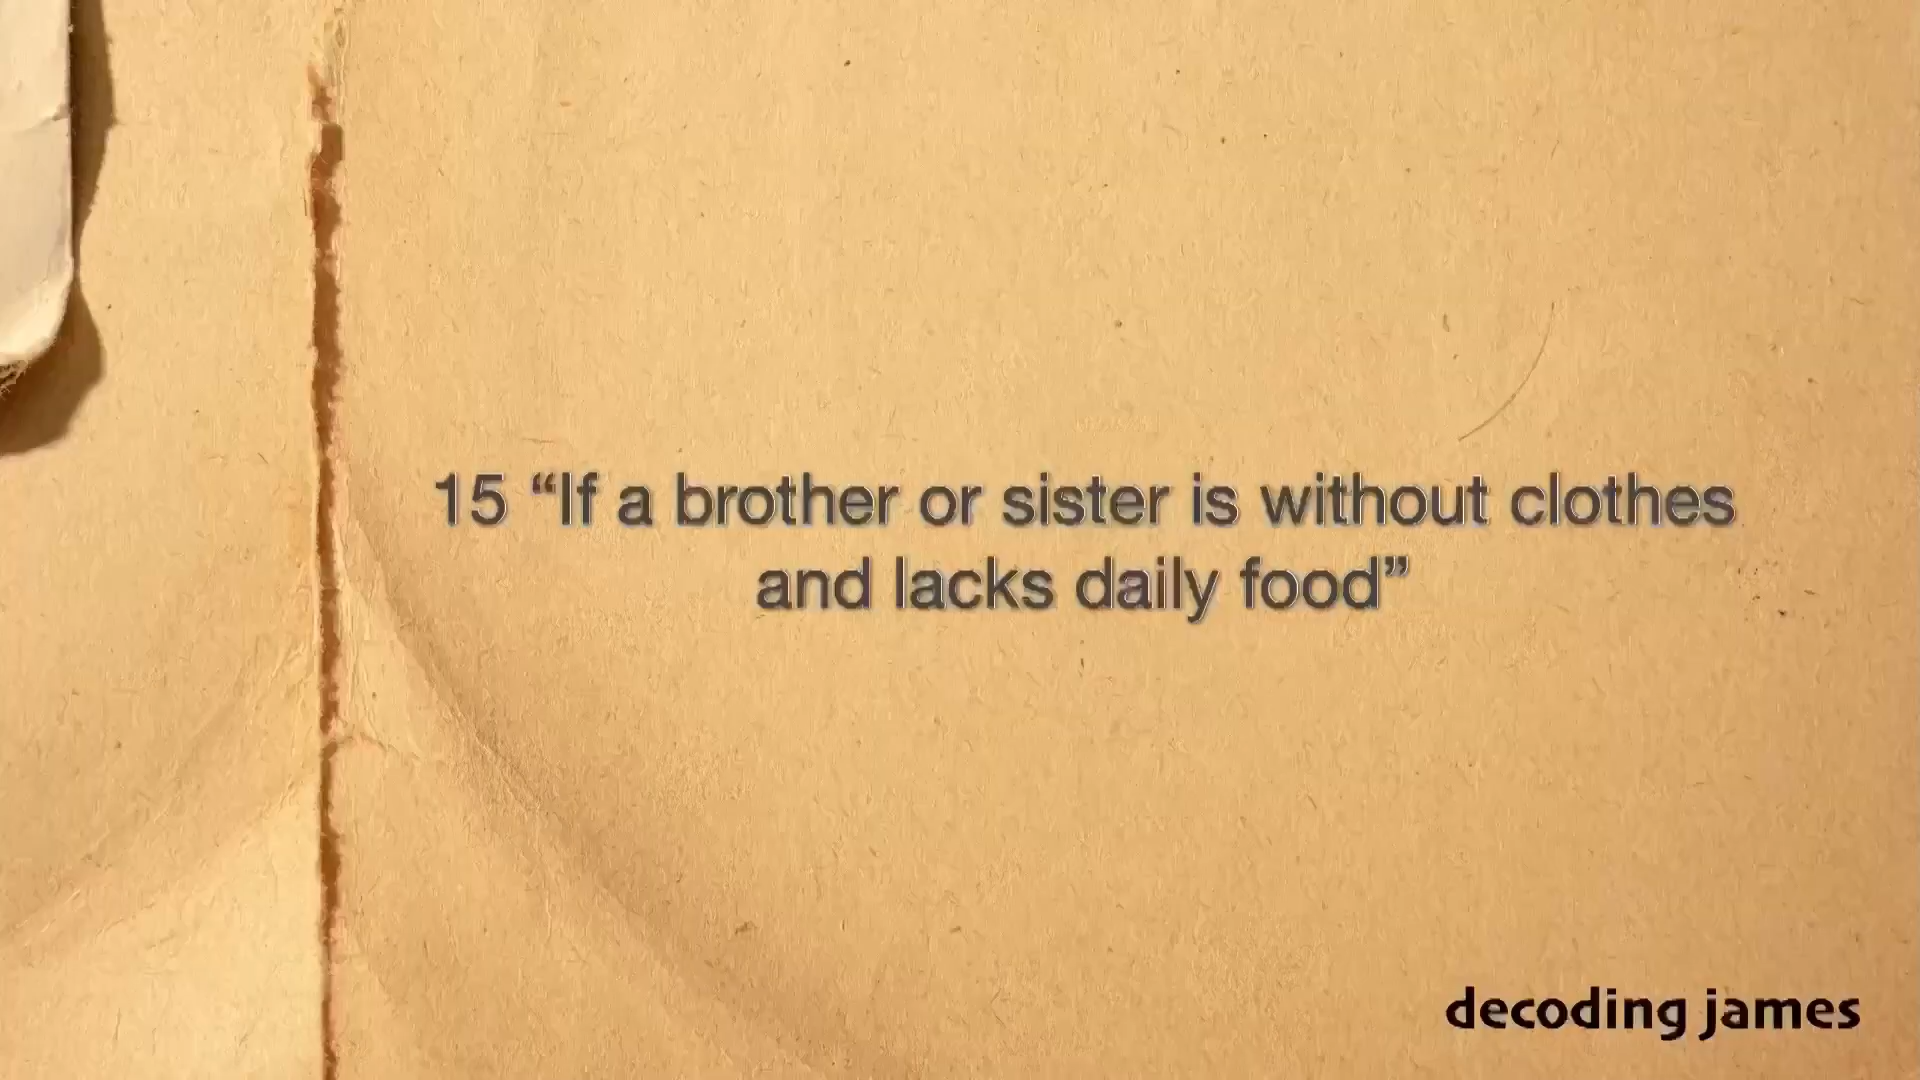 15 “If a brother or sister is without clothes
and lacks daily food”
decoding james